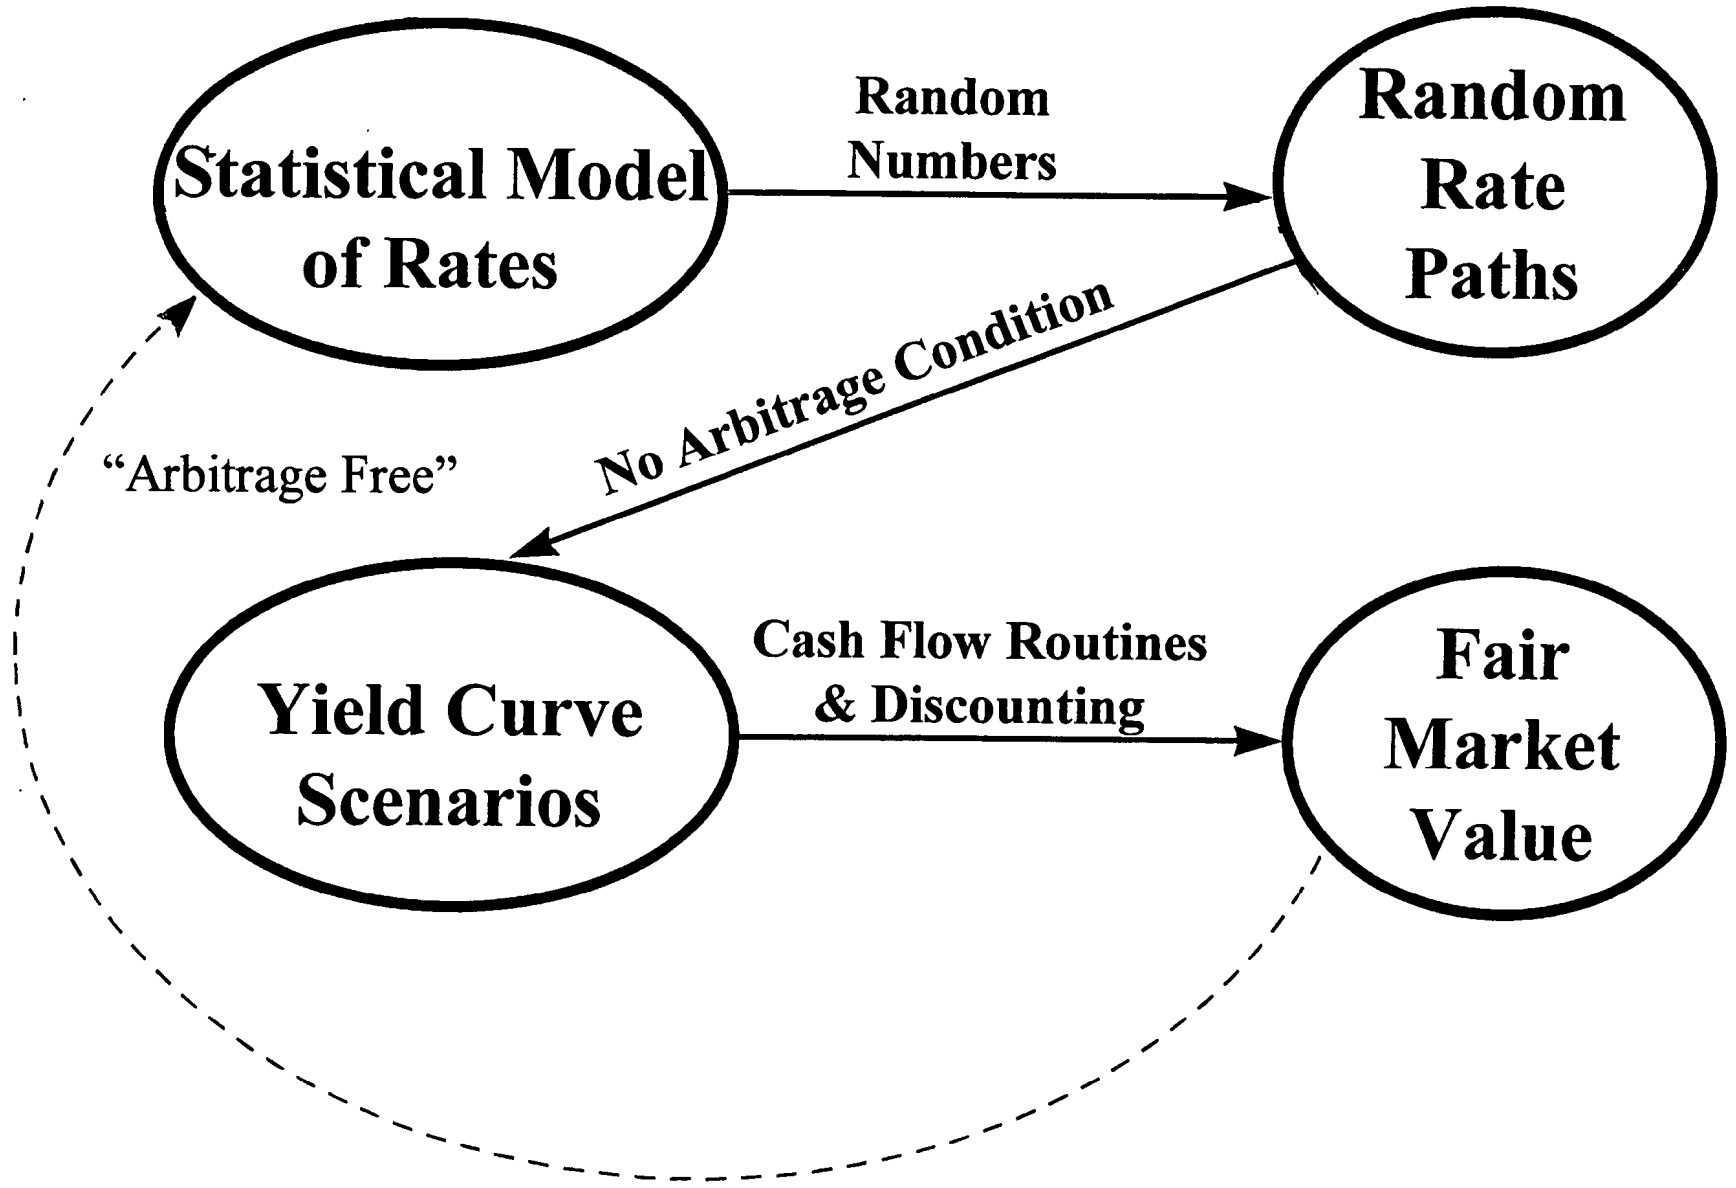 Statistical Model
of Rates
Random
Numbers
Random
Rate
Paths
No Arbitrage Condition
“Arbitrage Free”
Yield Curve
Scenarios
Cash Flow Routines
& Discounting
Fair
Market
Value